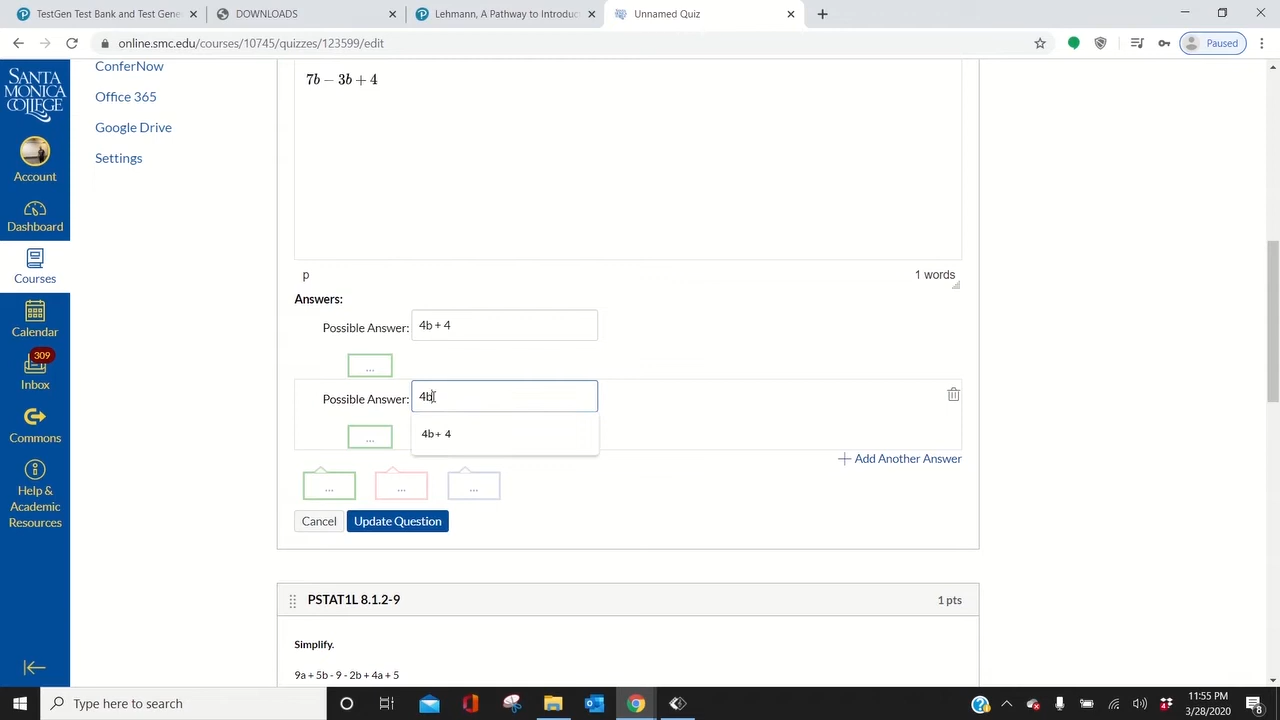 TestGen Test Bank and Test Gene
DOWNLOADS
Lehmann, A Pathway to Introduc
Unnamed Quiz
online.smc.edu/courses/10745/quizzes/123599/edit
Paused
SANTA
MONICA
COLLEGE
Account
Dashboard
Courses
Calendar
309
Inbox
Commons
Help &
Academic
Resources
ConferNow
Office 365
Google Drive
Settings
7b − 3b + 4
p
1 words
Answers:
Possible Answer:
4b + 4
...
Possible Answer:
4b
4b+ 4
...
Add Another Answer
...
...
...
Cancel
Update Question
PSTAT1L 8.1.2-9
1 pts
Simplify.
9a + 5b - 9 - 2b + 4a + 5
Type here to search
11:55 PM
3/28/2020
8